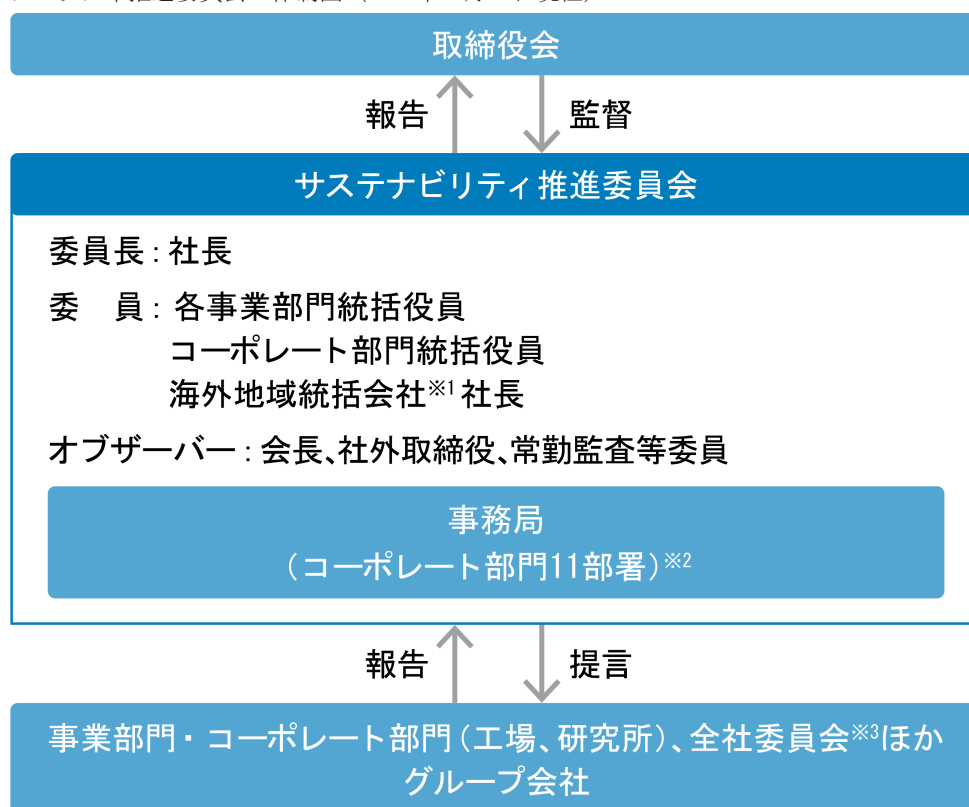 取締役会
報告 監督
サステナビリティ推進委員会
委員長：社長
委　員：各事業部門統括役員
コーポレート部門統括役員
海外地域統括会社※1 社長
オブザーバー：会長、社外取締役、常勤監査等委員
事務局
（コーポレート部門11部署）※2
報告 提言
事業部門・コーポレート部門（工場、研究所）、全社委員会※3ほか
グループ会社